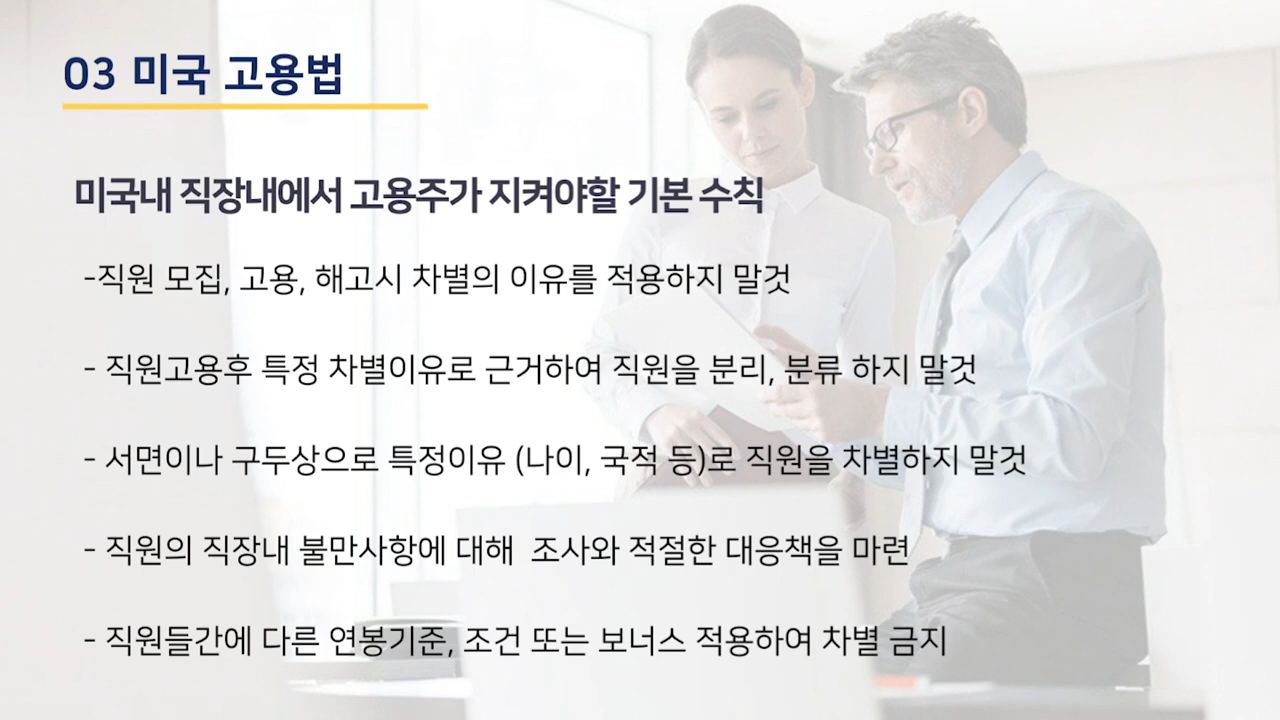 03 미국 고용법
미국내 직장내에서 고용주가 지켜야할 기본 수칙
-직원 모집, 고용, 해고시 차별의 이유를 적용하지 말것
- 직원고용후 특정 차별이유로 근거하여 직원을 분리, 분류 하지 말것
- 서면이나 구두상으로 특정이유 (나이, 국적 등)로 직원을 차별하지 말것
- 직원의 직장내 불만사항에 대해 조사와 적절한 대응책을 마련
- 직원들간에 다른 연봉기준, 조건 또는 보너스 적용하여 차별 금지